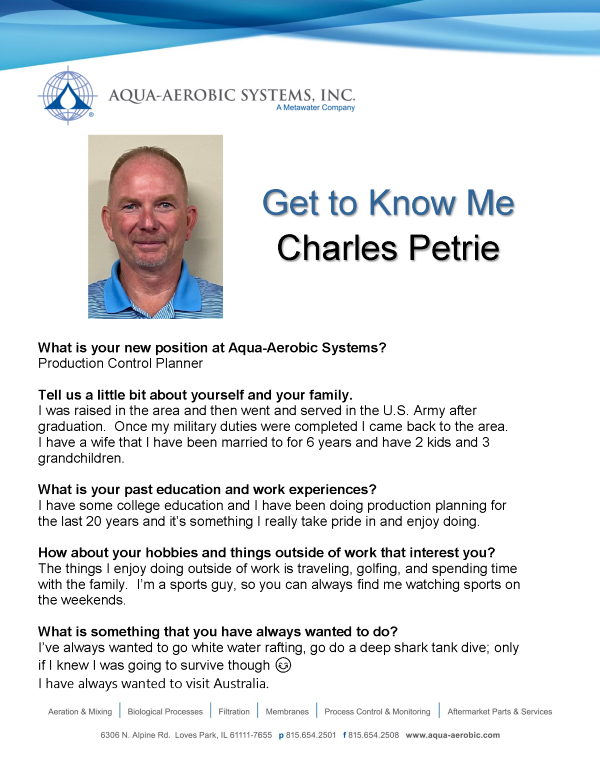 AQUA-AEROBIC SYSTEMS, INC.
A Metawater Company
®
Get to Know Me
Charles Petrie
What is your new position at Aqua-Aerobic Systems?
Production Control Planner
Tell us a little bit about yourself and your family.
I was raised in the area and then went and served in the U.S. Army after
graduation.  Once my military duties were completed I came back to the area.
I have a wife that I have been married to for 6 years and have 2 kids and 3
grandchildren.
What is your past education and work experiences?
I have some college education and I have been doing production planning for
the last 20 years and it's something I really take pride in and enjoy doing.
How about your hobbies and things outside of work that interest you?
The things I enjoy doing outside of work is traveling, golfing, and spending time
with the family.  I'm a sports guy, so you can always find me watching sports on
the weekends.
What is something that you have always wanted to do?
I've always wanted to go white water rafting, go do a deep shark tank dive; only
if I knew I was going to survive though 😊
I have always wanted to visit Australia.
Aeration & Mixing | Biological Processes | Filtration | Membranes | Process Control & Monitoring | Aftermarket Parts & Services
6306 N. Alpine Rd.  Loves Park, IL 61111-7655  p 815.654.2501  f 815.654.2508  www.aqua-aerobic.com